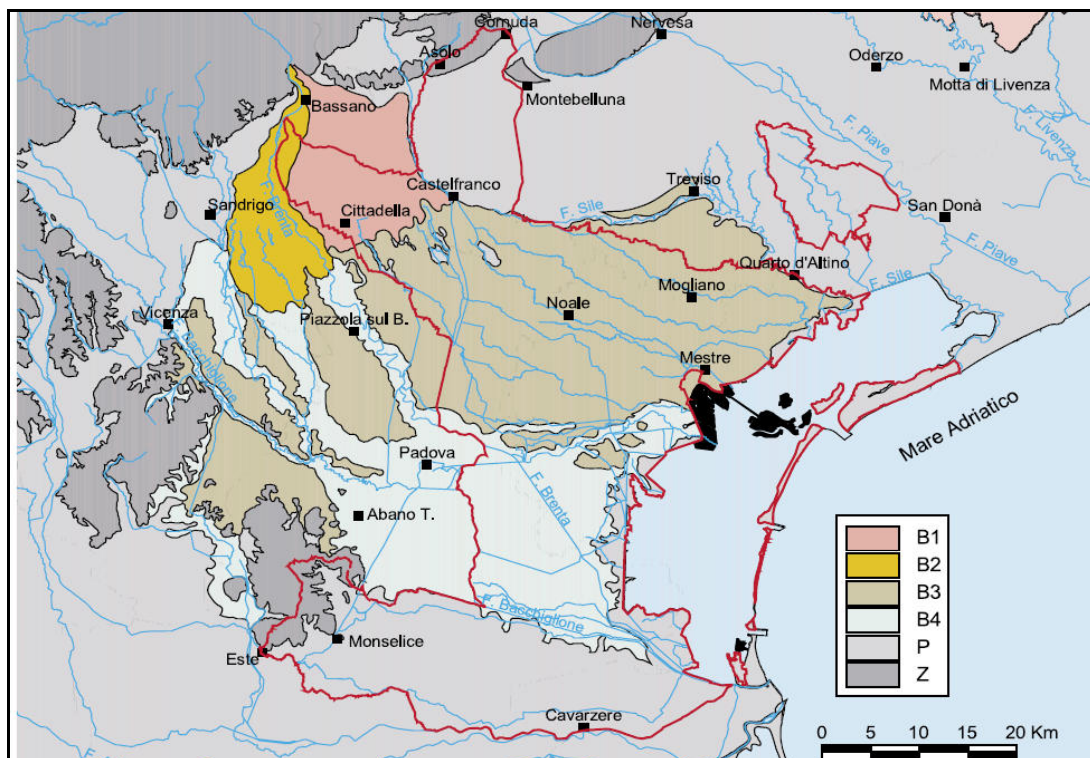 Cornuda
Nervesa
Asolo
Oderzo
Motta di Livenza
Montebelluna
Bassano
F. Piave
F. Livenza
Treviso
Castelfranco
Sandrigo
F. Brenta
Cittadella
F. Sile
San Donà
F. Piave
Quarto d'Altino
F. Sile
Mogliano
Noale
Vicenza
Piazzola sul B.
Bacchiglione
Mestre
Mare Adriatico
Padova
F. Brenta
Abano T.
F. Bacchiglione
Monselice
Este
Cavarzere
B1
B2
B3
B4
P
Z
0 5 10 15 20 Km